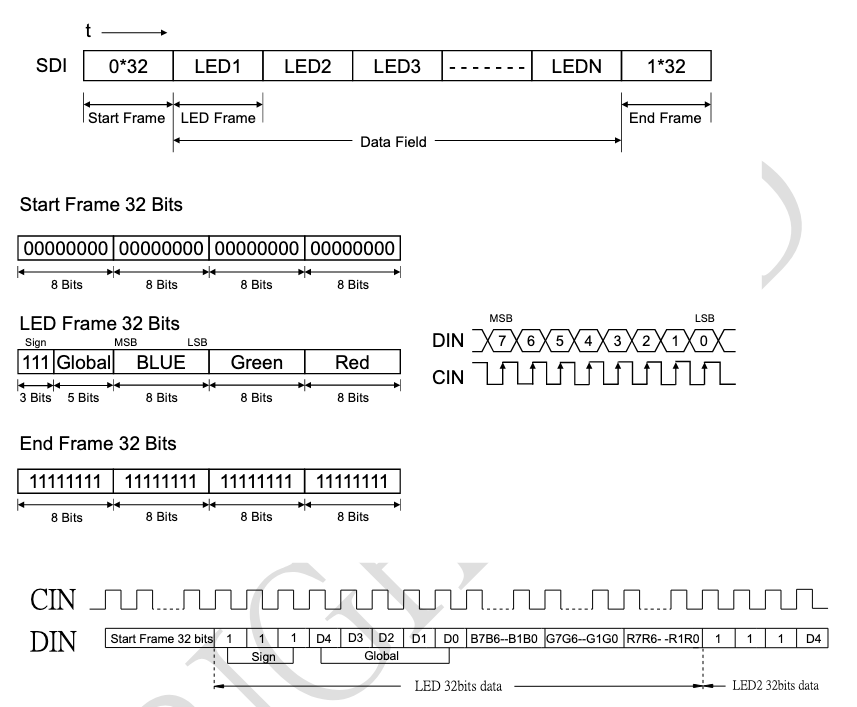 t
SDI 0*32 LED1 LED2 LED3 LEDN 1*32
Start Frame LED Frame End Frame
Data Field
Start Frame 32 Bits
00000000 00000000 00000000 00000000
8 Bits 8 Bits 8 Bits 8 Bits
LED Frame 32 Bits
Sign MSB LSB
111 Global BLUE Green Red
3 Bits 5 Bits 8 Bits 8 Bits 8 Bits
MSB LSB
DIN 7 6 5 4 3 2 1 0
CIN
End Frame 32 Bits
11111111 11111111 11111111 11111111
8 Bits 8 Bits 8 Bits 8 Bits
CIN
DIN Start Frame 32 bits 1 1 1 D4 D3 D2 D1 D0 B7B6--B1B0 G7G6--G1G0 R7R6- -R1R0 1 1 1 D4
Sign Global
LED 32bits data LED2 32bits data